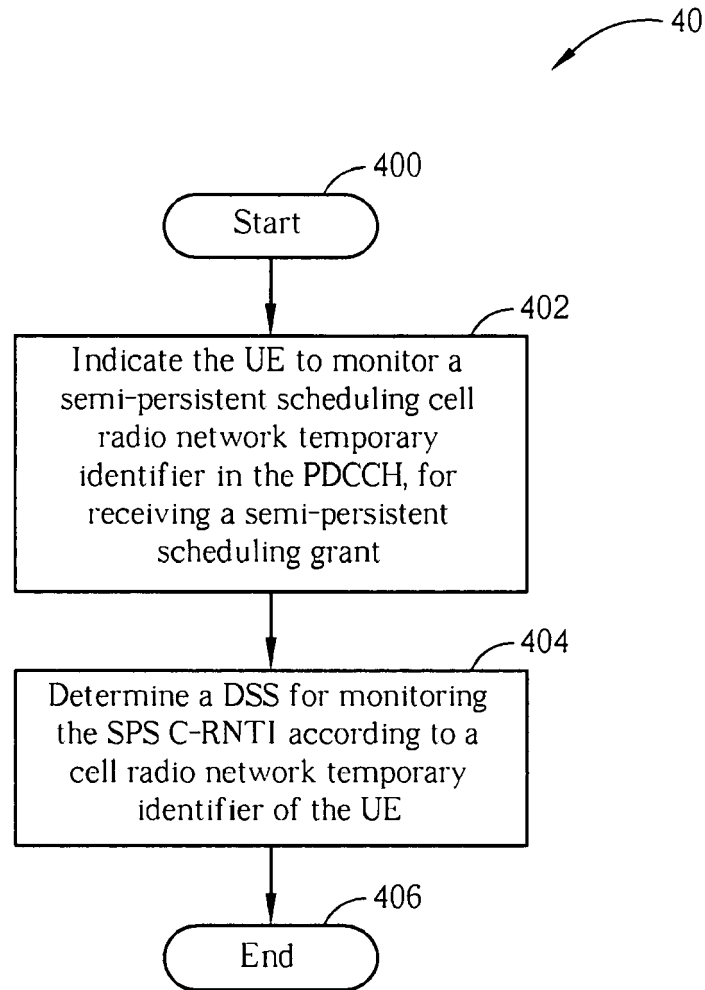 40
400
Start
402
Indicate the UE to monitor a
semi-persistent scheduling cell
radio network temporary
identifier in the PDCCH, for
receiving a semi-persistent
scheduling grant
404
Determine a DSS for monitoring
the SPS C-RNTI according to a
cell radio network temporary
identifier of the UE
406
End